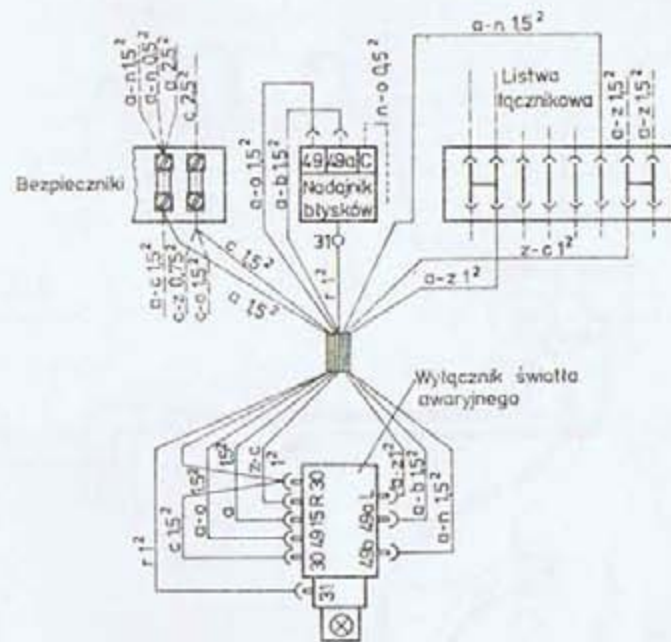 a-n 1,5²
a-n 1,5²
a-n 0,5²
a 2,5²
c 2,5²
n-o 0,5²
Listwa
łącznikowa
a-z 1,5²
a-z 1,5²
Bezpieczniki
a-o 1,5²
a-b 1,5²
49 49a C
Nadajnik
błysków
31
a-c 1,5²
c-z 0,75²
c-o 1,5²
c 1,5²
a 1,5²
r 1²
z-c 1²
a-z 1²
Wyłącznik światła
awaryjnego
r 1²
c 1,5²
a-o 1,5²
a 1,5²
z-c 1²
30 49 15 R 30
49b 49a L
a-z 1²
a-b 1,5²
a-n 1,5²
31